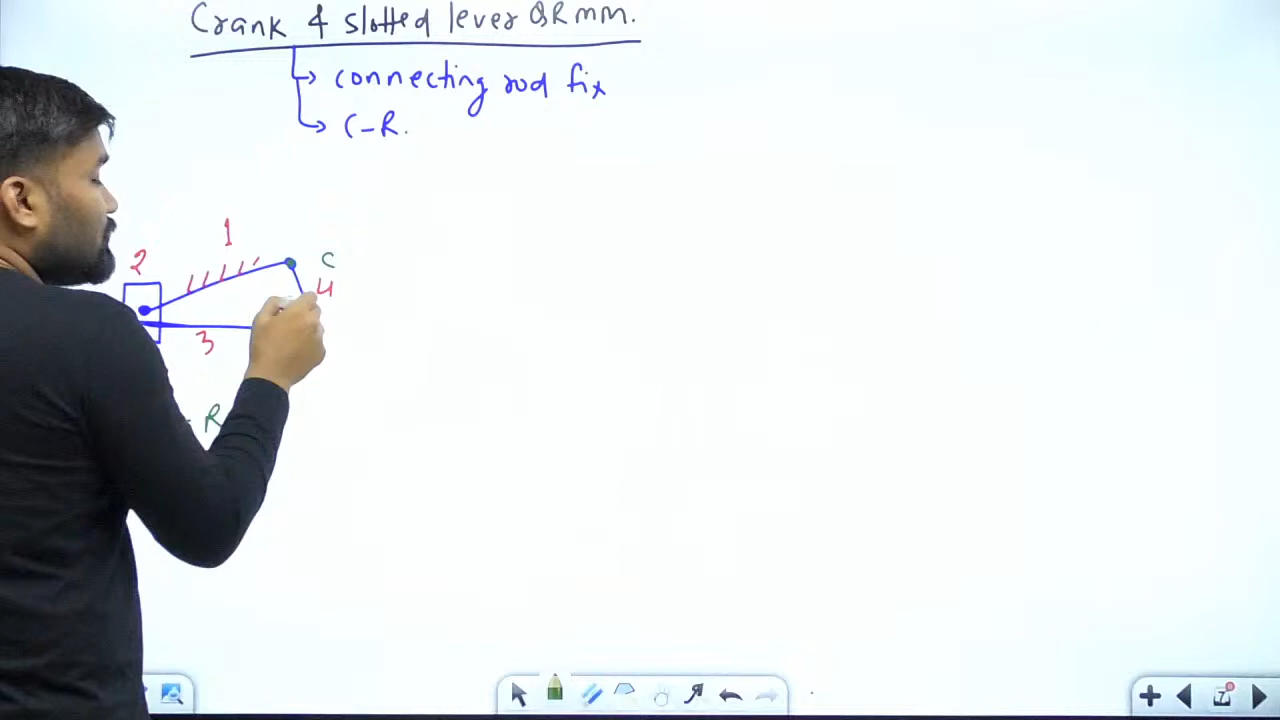 Crank & slotted lever QRmm.
connecting rod fix
C-R.
1
2
C
4
3
- R